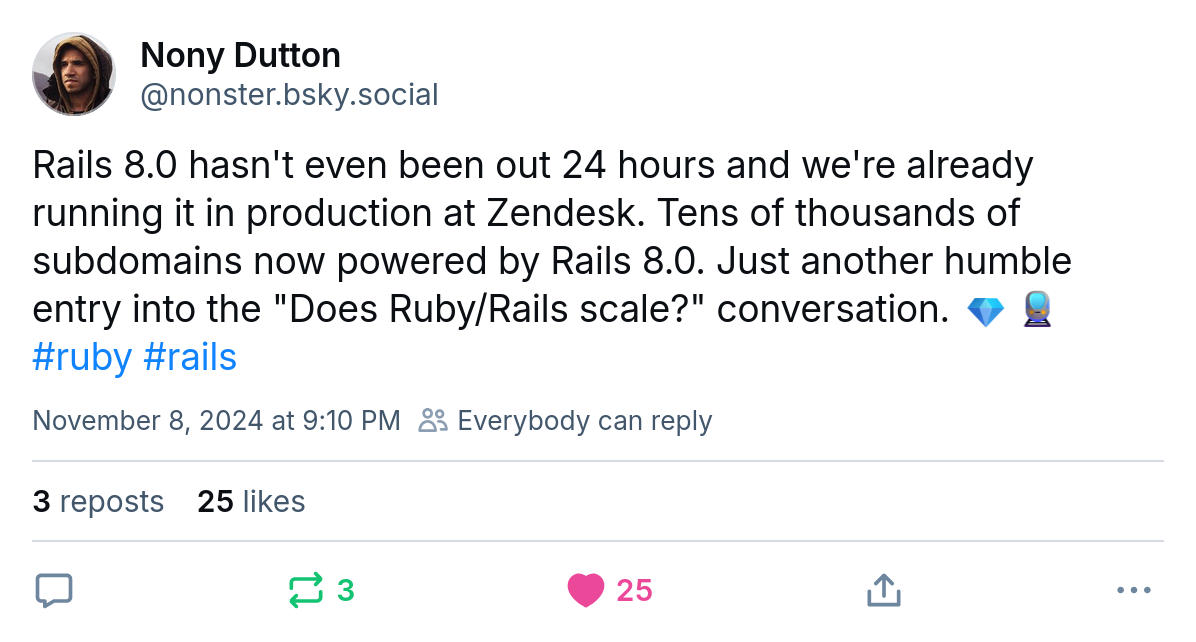 Nony Dutton
@nonster.bsky.social
Rails 8.0 hasn't even been out 24 hours and we're already
running it in production at Zendesk. Tens of thousands of
subdomains now powered by Rails 8.0. Just another humble
entry into the "Does Ruby/Rails scale?" conversation. 💎 🚆
#ruby #rails
November 8, 2024 at 9:10 PM Everybody can reply
3 reposts 25 likes
3 25